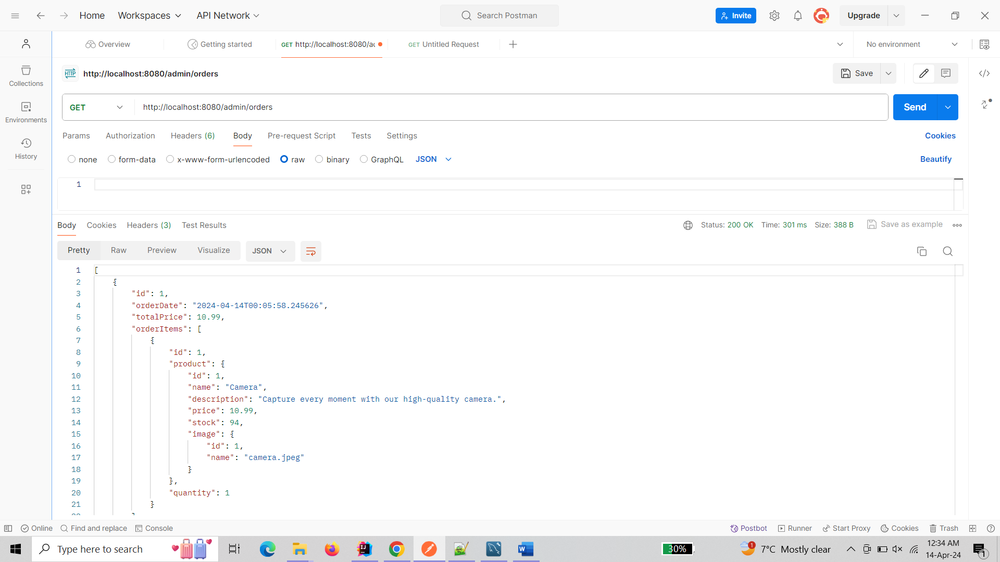 Home Workspaces API Network Search Postman Invite Upgrade
Overview Getting started GET http://localhost:8080/ac GET Untitled Request No environment
HTTP http://localhost:8080/admin/orders Save
Collections
Environments
History
GET http://localhost:8080/admin/orders Send
Params Authorization Headers (6) Body Pre-request Script Tests Settings Cookies
none form-data x-www-form-urlencoded raw binary GraphQL JSON Beautify
1
Body Cookies Headers (3) Test Results Status: 200 OK Time: 301 ms Size: 388 B Save as example
Pretty Raw Preview Visualize JSON
1 [
2 {
3 "id": 1,
4 "orderDate": "2024-04-14T00:05:58.245626",
5 "totalPrice": 10.99,
6 "orderItems": [
7 {
8 "id": 1,
9 "product": {
10 "id": 1,
11 "name": "Camera",
12 "description": "Capture every moment with our high-quality camera.",
13 "price": 10.99,
14 "stock": 94,
15 "image": {
16 "id": 1,
17 "name": "camera.jpeg"
18 }
19 },
20 "quantity": 1
21 }
Online Find and replace Console Postbot Runner Start Proxy Cookies Trash
Type here to search 30% 1 7°C Mostly clear 12:34 AM
14-Apr-24 1